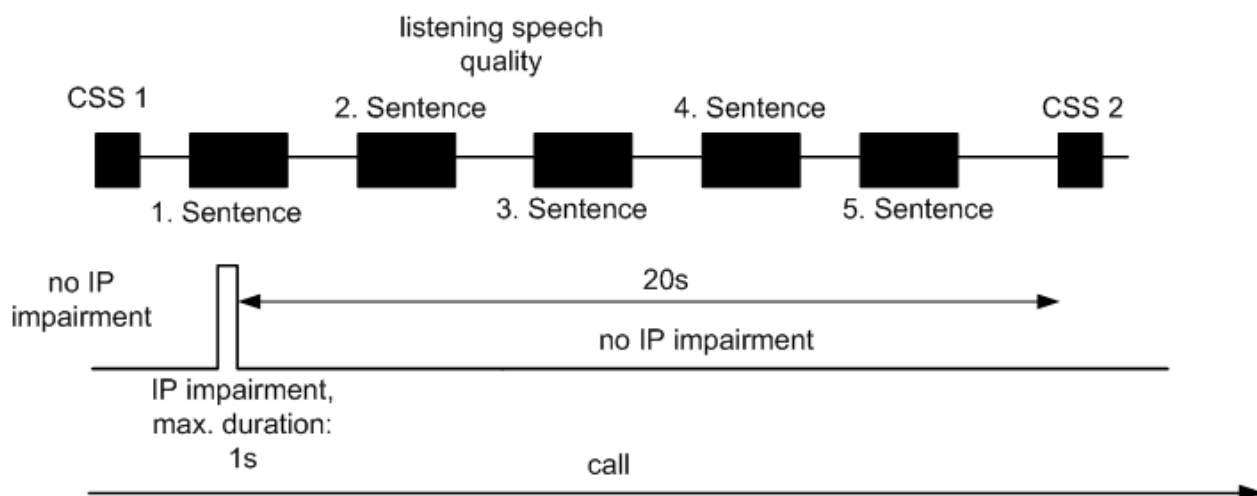 listening speech
quality
CSS 1
2. Sentence
4. Sentence
CSS 2
1. Sentence
3. Sentence
5. Sentence
no IP
impairment
20s
no IP impairment
IP impairment,
max. duration:
1s
call